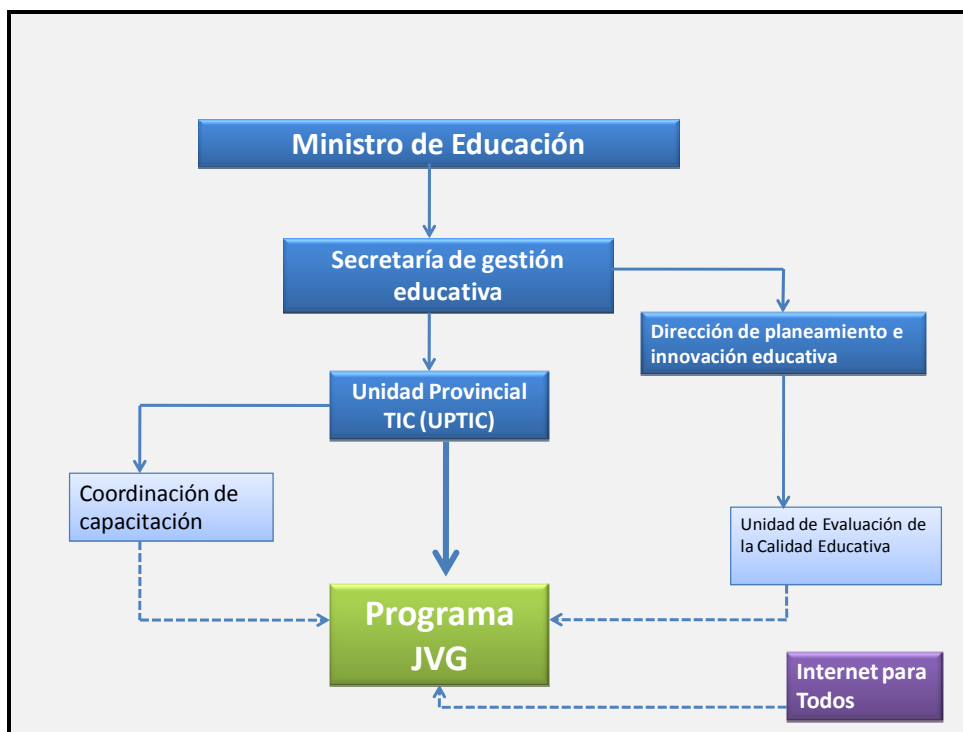 Ministro de Educación
Secretaría de gestión
educativa
Dirección de planeamiento e
innovación educativa
Unidad Provincial
TIC (UPTIC)
Coordinación de
capacitación
Unidad de Evaluación de
la Calidad Educativa
Programa
JVG
Internet para
Todos